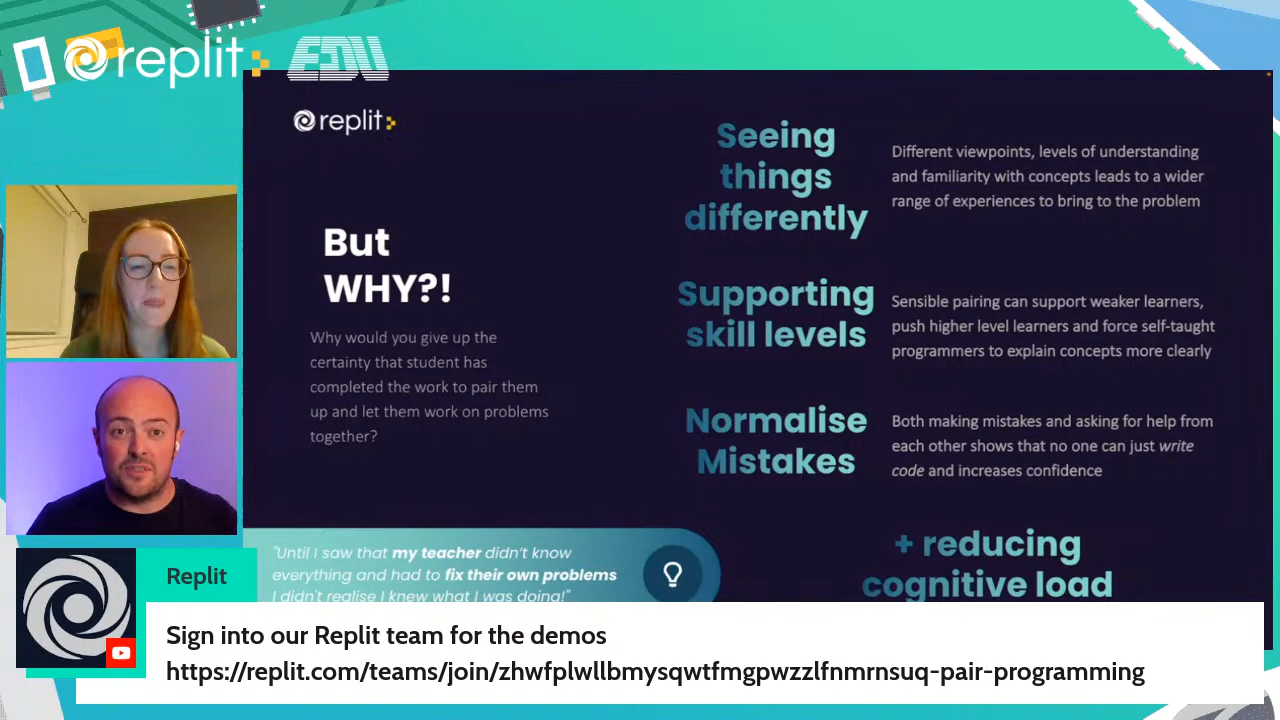 replit
EDU
replit
But
WHY?!
Why would you give up the
certainty that student has
completed the work to pair them
up and let them work on problems
together?
Seeing
things
differently
Different viewpoints, levels of understanding
and familiarity with concepts leads to a wider
range of experiences to bring to the problem
Supporting
skill levels
Sensible pairing can support weaker learners,
push higher level learners and force self-taught
programmers to explain concepts more clearly
Normalise
Mistakes
Both making mistakes and asking for help from
each other shows that no one can just write
code and increases confidence
+ reducing
cognitive load
"Until I saw that my teacher didn't know
everything and had to fix their own problems
I didn't realise I knew what I was doing!"
Replit
Sign into our Replit team for the demos
https://replit.com/teams/join/zhwfplwllbmysqwtfmgpwzzlfnmrnsuq-pair-programming